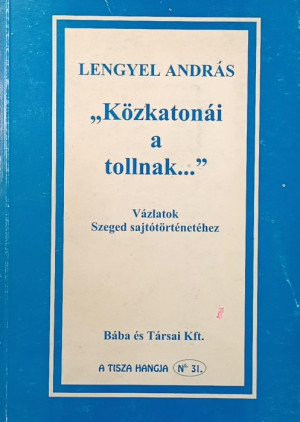 LENGYEL ANDRÁS
„Közkatonái
a
tollnak...”
Vázlatok
Szeged sajtótörténetéhez
Bába és Társai Kft.
A TISZA HANGJA Nº 31.